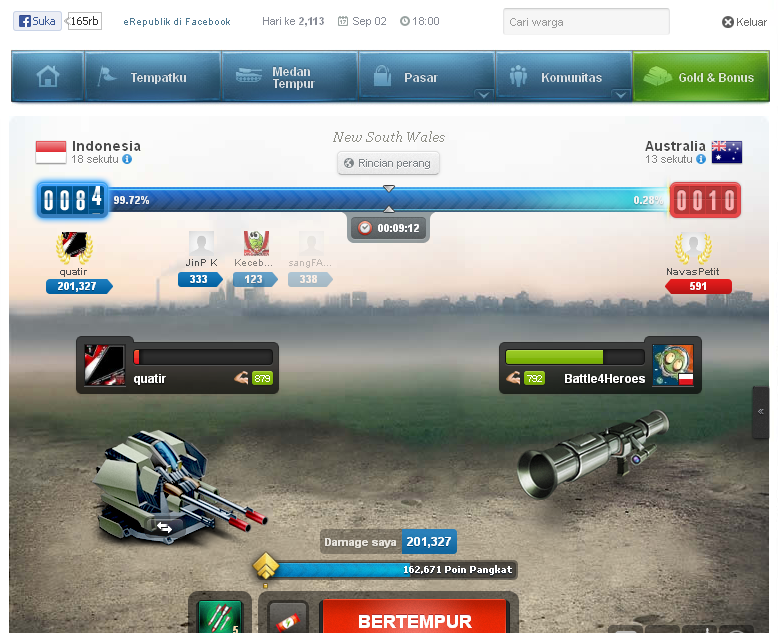 Suka 165rb eRepublik di Facebook Hari ke 2,113 Sep 02 18:00 Cari warga Keluar
Tempatku Medan Tempur Pasar Komunitas Gold & Bonus
New South Wales
Indonesia
18 sekutu
Rincian perang
Australia
13 sekutu
0084 99.72% 0.28% 0010
00:09:12
quatir
201,327
JinP K
333
Keceb...
123
sangFA...
338
NavasPetit
591
quatir 879
792 Battle4Heroes
Damage saya 201,327
162,671 Poin Pangkat
5
BERTEMPUR